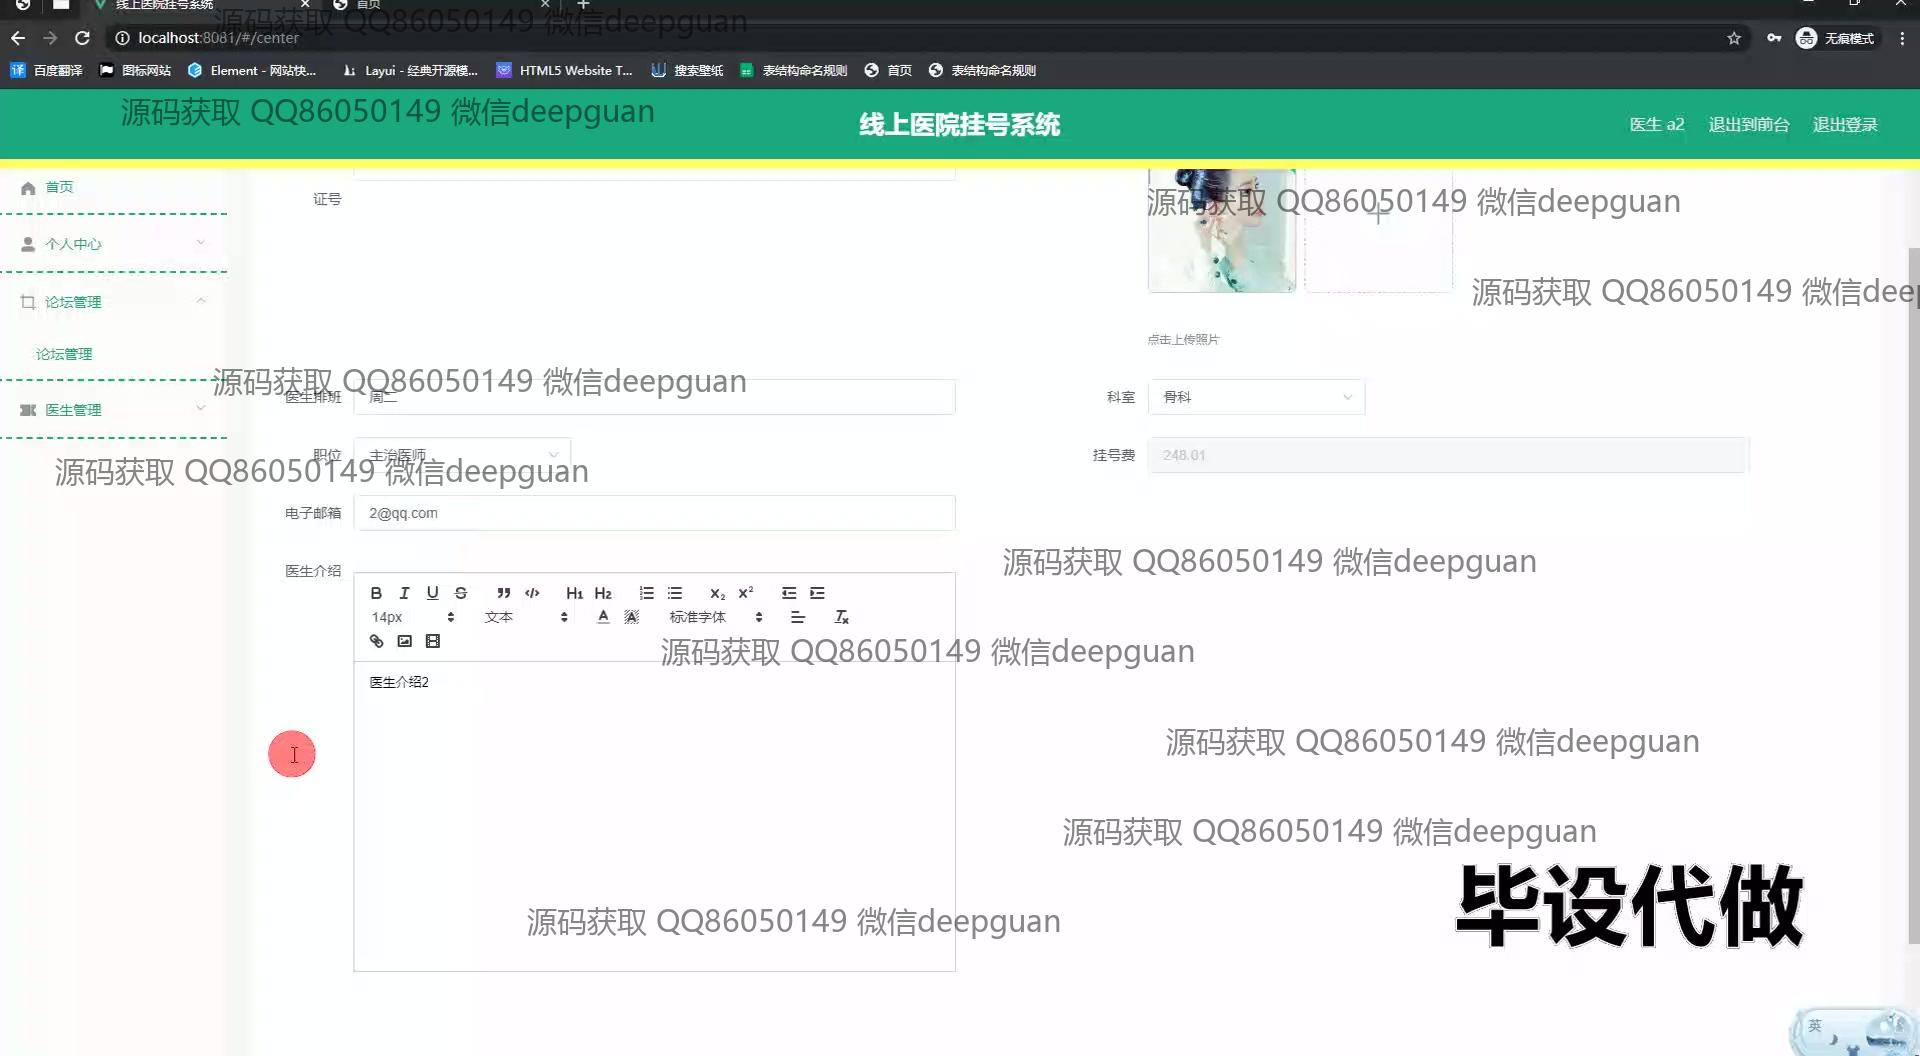 线上医院挂号系统
首页
localhost:8081/#/center
无痕模式
百度翻译
图标网站
Element - 网站快...
Layui - 经典开源模...
HTML5 Website T...
搜索壁纸
表结构命名规则
首页
表结构命名规则
线上医院挂号系统
医生 a2
退出到前台
退出登录
首页
个人中心
论坛管理
论坛管理
医生管理
证号
点击上传照片
医生排班
周二
科室
骨科
职位
主治医师
挂号费
248.01
电子邮箱
2@qq.com
医生介绍
B I U S H1 H2
14px
文本
标准字体
医生介绍2
源码获取 QQ86050149 微信deepguan
源码获取 QQ86050149 微信deepguan
源码获取 QQ86050149 微信deepguan
源码获取 QQ86050149 微信deep
源码获取 QQ86050149 微信deepguan
源码获取 QQ86050149 微信deepguan
源码获取 QQ86050149 微信deepguan
源码获取 QQ86050149 微信deepguan
源码获取 QQ86050149 微信deepguan
源码获取 QQ86050149 微信deepguan
源码获取 QQ86050149 微信deepguan
毕设代做
英